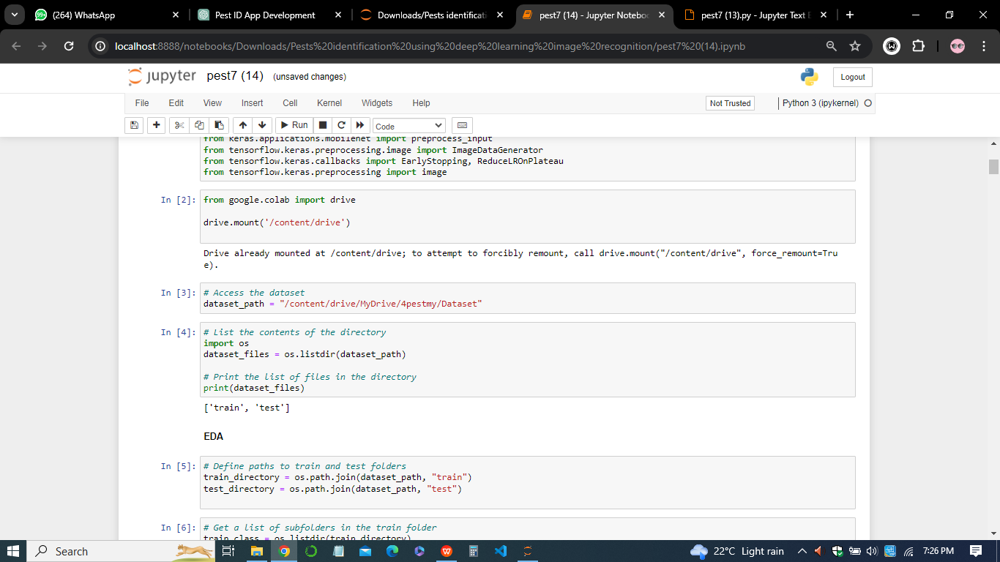 99+ (264) WhatsApp
Pest ID App Development
Downloads/Pests identificati
pest7 (14) - Jupyter Noteboo
pest7 (13).py - Jupyter Text E
localhost:8888/notebooks/Downloads/Pests%20identification%20using%20deep%20learning%20image%20recognition/pest7%20(14).ipynb
jupyter pest7 (14) (unsaved changes)
Logout
File Edit View Insert Cell Kernel Widgets Help
Not Trusted
Python 3 (ipykernel)
Run
Code
from keras.applications.mobilenet import preprocess_input
from tensorflow.keras.preprocessing.image import ImageDataGenerator
from tensorflow.keras.callbacks import EarlyStopping, ReduceLROnPlateau
from tensorflow.keras.preprocessing import image
In [2]: from google.colab import drive
drive.mount('/content/drive')
Drive already mounted at /content/drive; to attempt to forcibly remount, call drive.mount("/content/drive", force_remount=Tru
e).
In [3]: # Access the dataset
dataset_path = "/content/drive/MyDrive/4pestmy/Dataset"
In [4]: # List the contents of the directory
import os
dataset_files = os.listdir(dataset_path)
# Print the list of files in the directory
print(dataset_files)
['train', 'test']
EDA
In [5]: # Define paths to train and test folders
train_directory = os.path.join(dataset_path, "train")
test_directory = os.path.join(dataset_path, "test")
In [6]: # Get a list of subfolders in the train folder
train_class = os.listdir(train_directory)
Search
22°C Light rain
7:26 PM